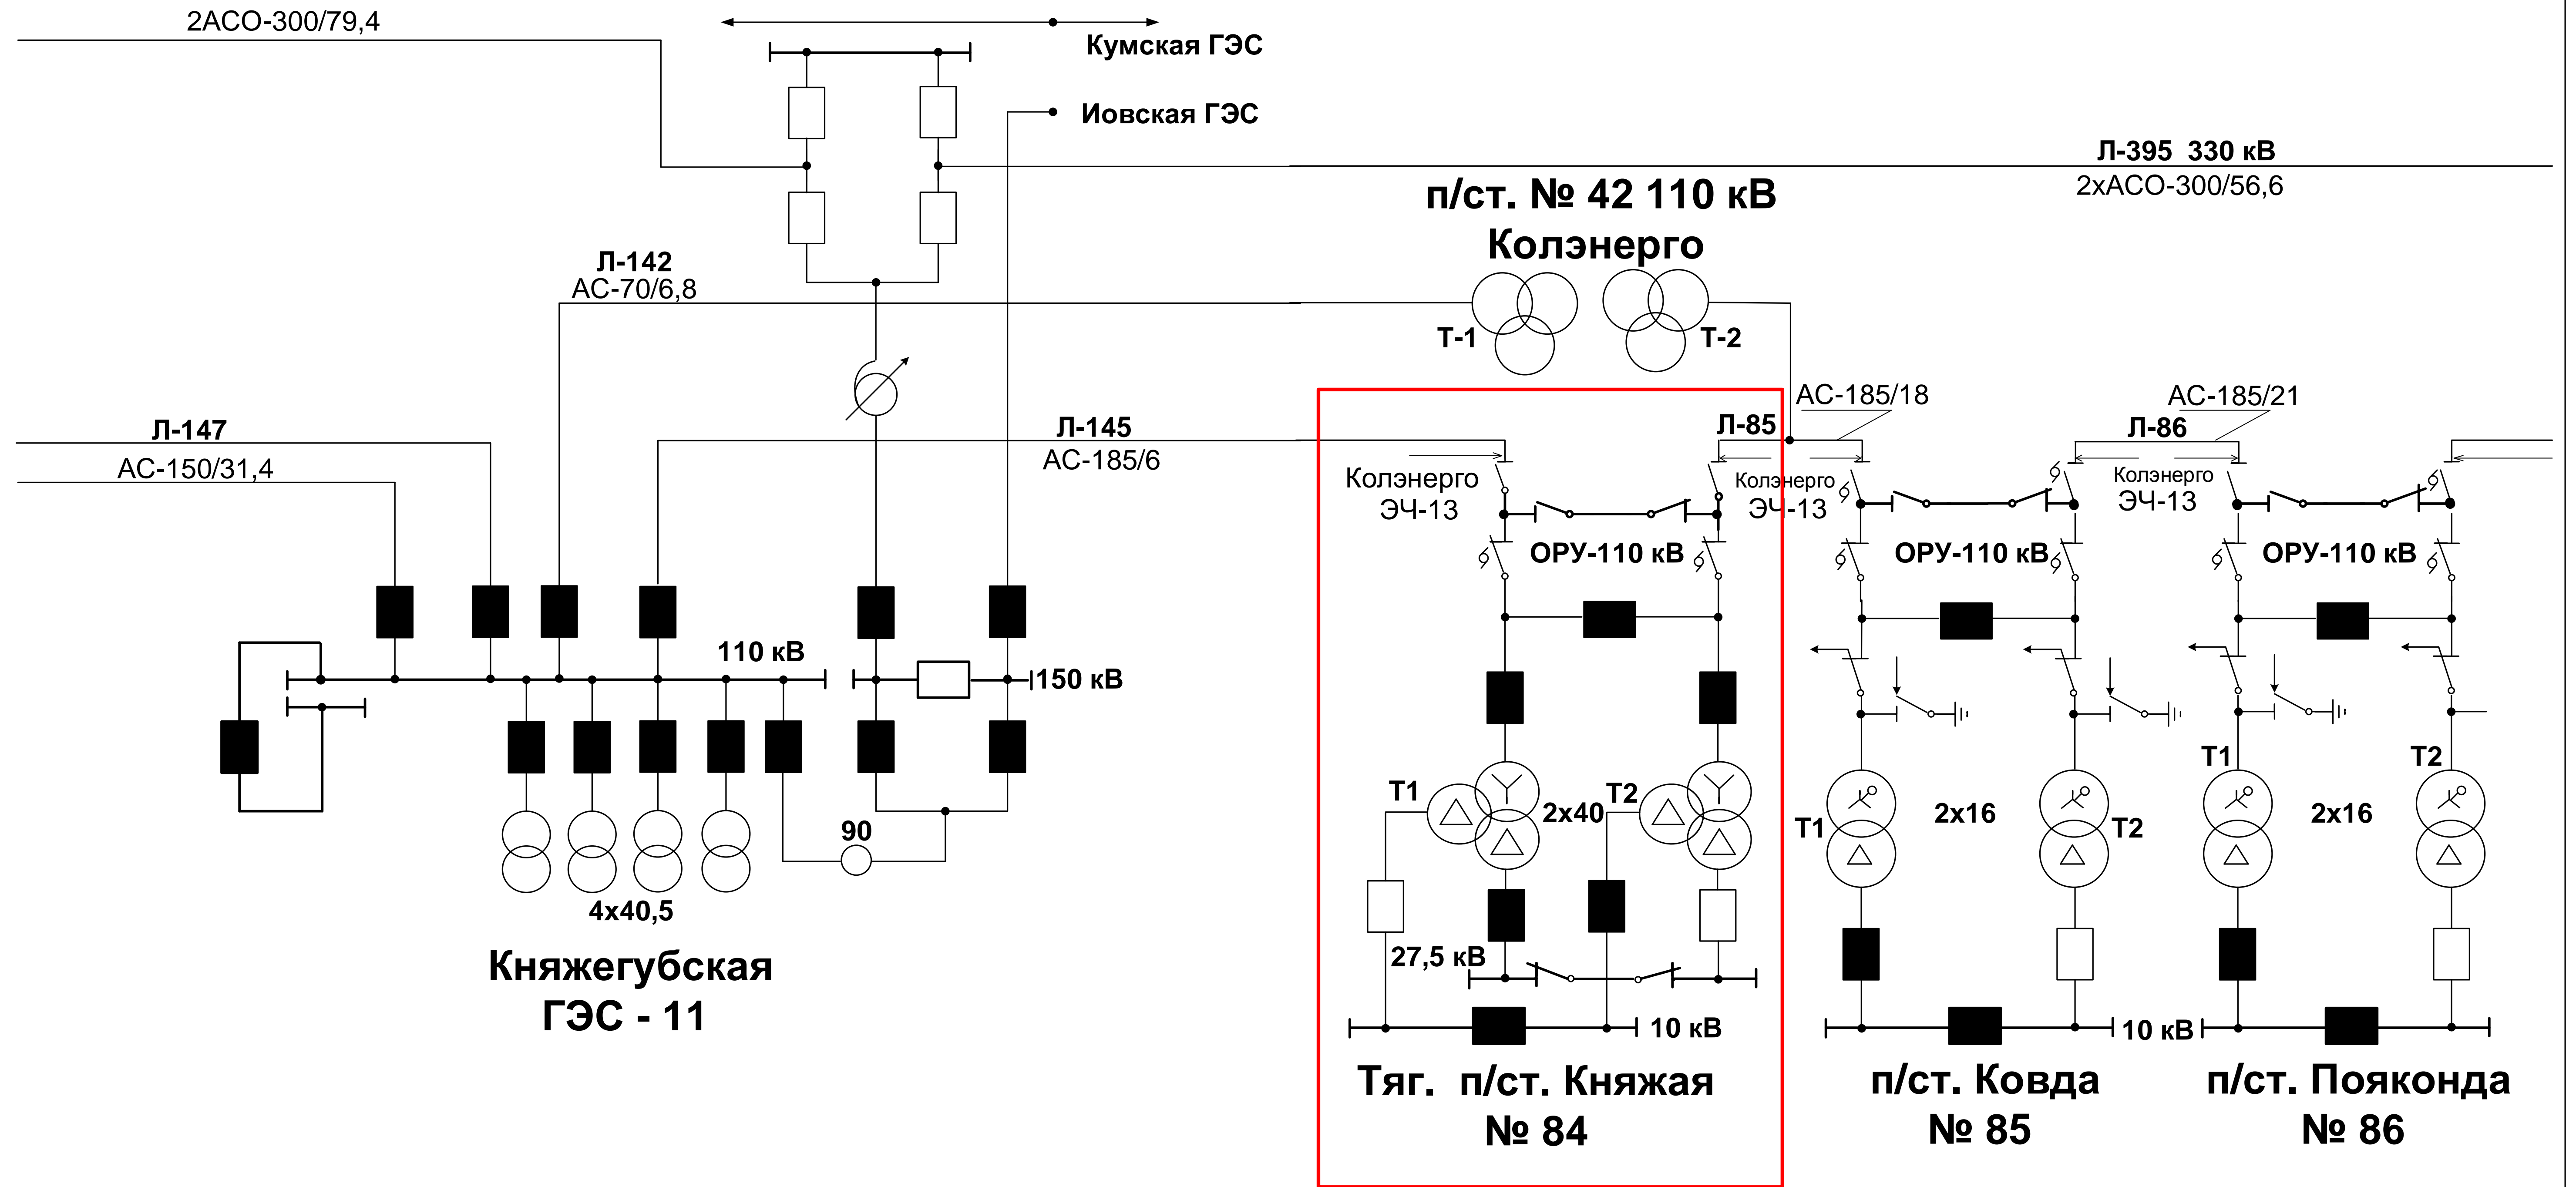 2АСО-300/79,4
Кумская ГЭС
Иовская ГЭС
Л-395 330 кВ
2хАСО-300/56,6
п/ст. № 42 110 кВ
Колэнерго
Т-1
Т-2
Л-142
АС-70/6,8
Л-147
АС-150/31,4
Л-145
АС-185/6
Л-85
АС-185/18
АС-185/21
Л-86
Колэнерго
ЭЧ-13
Колэнерго
ЭЧ-13
Колэнерго
ЭЧ-13
ОРУ-110 кВ
ОРУ-110 кВ
ОРУ-110 кВ
110 кВ
150 кВ
90
4х40,5
Княжегубская
ГЭС - 11
Т1
2х40
Т2
27,5 кВ
10 кВ
Тяг. п/ст. Княжая
№ 84
Т1
2х16
Т2
10 кВ
п/ст. Ковда
№ 85
Т1
2х16
Т2
п/ст. Пояконда
№ 86